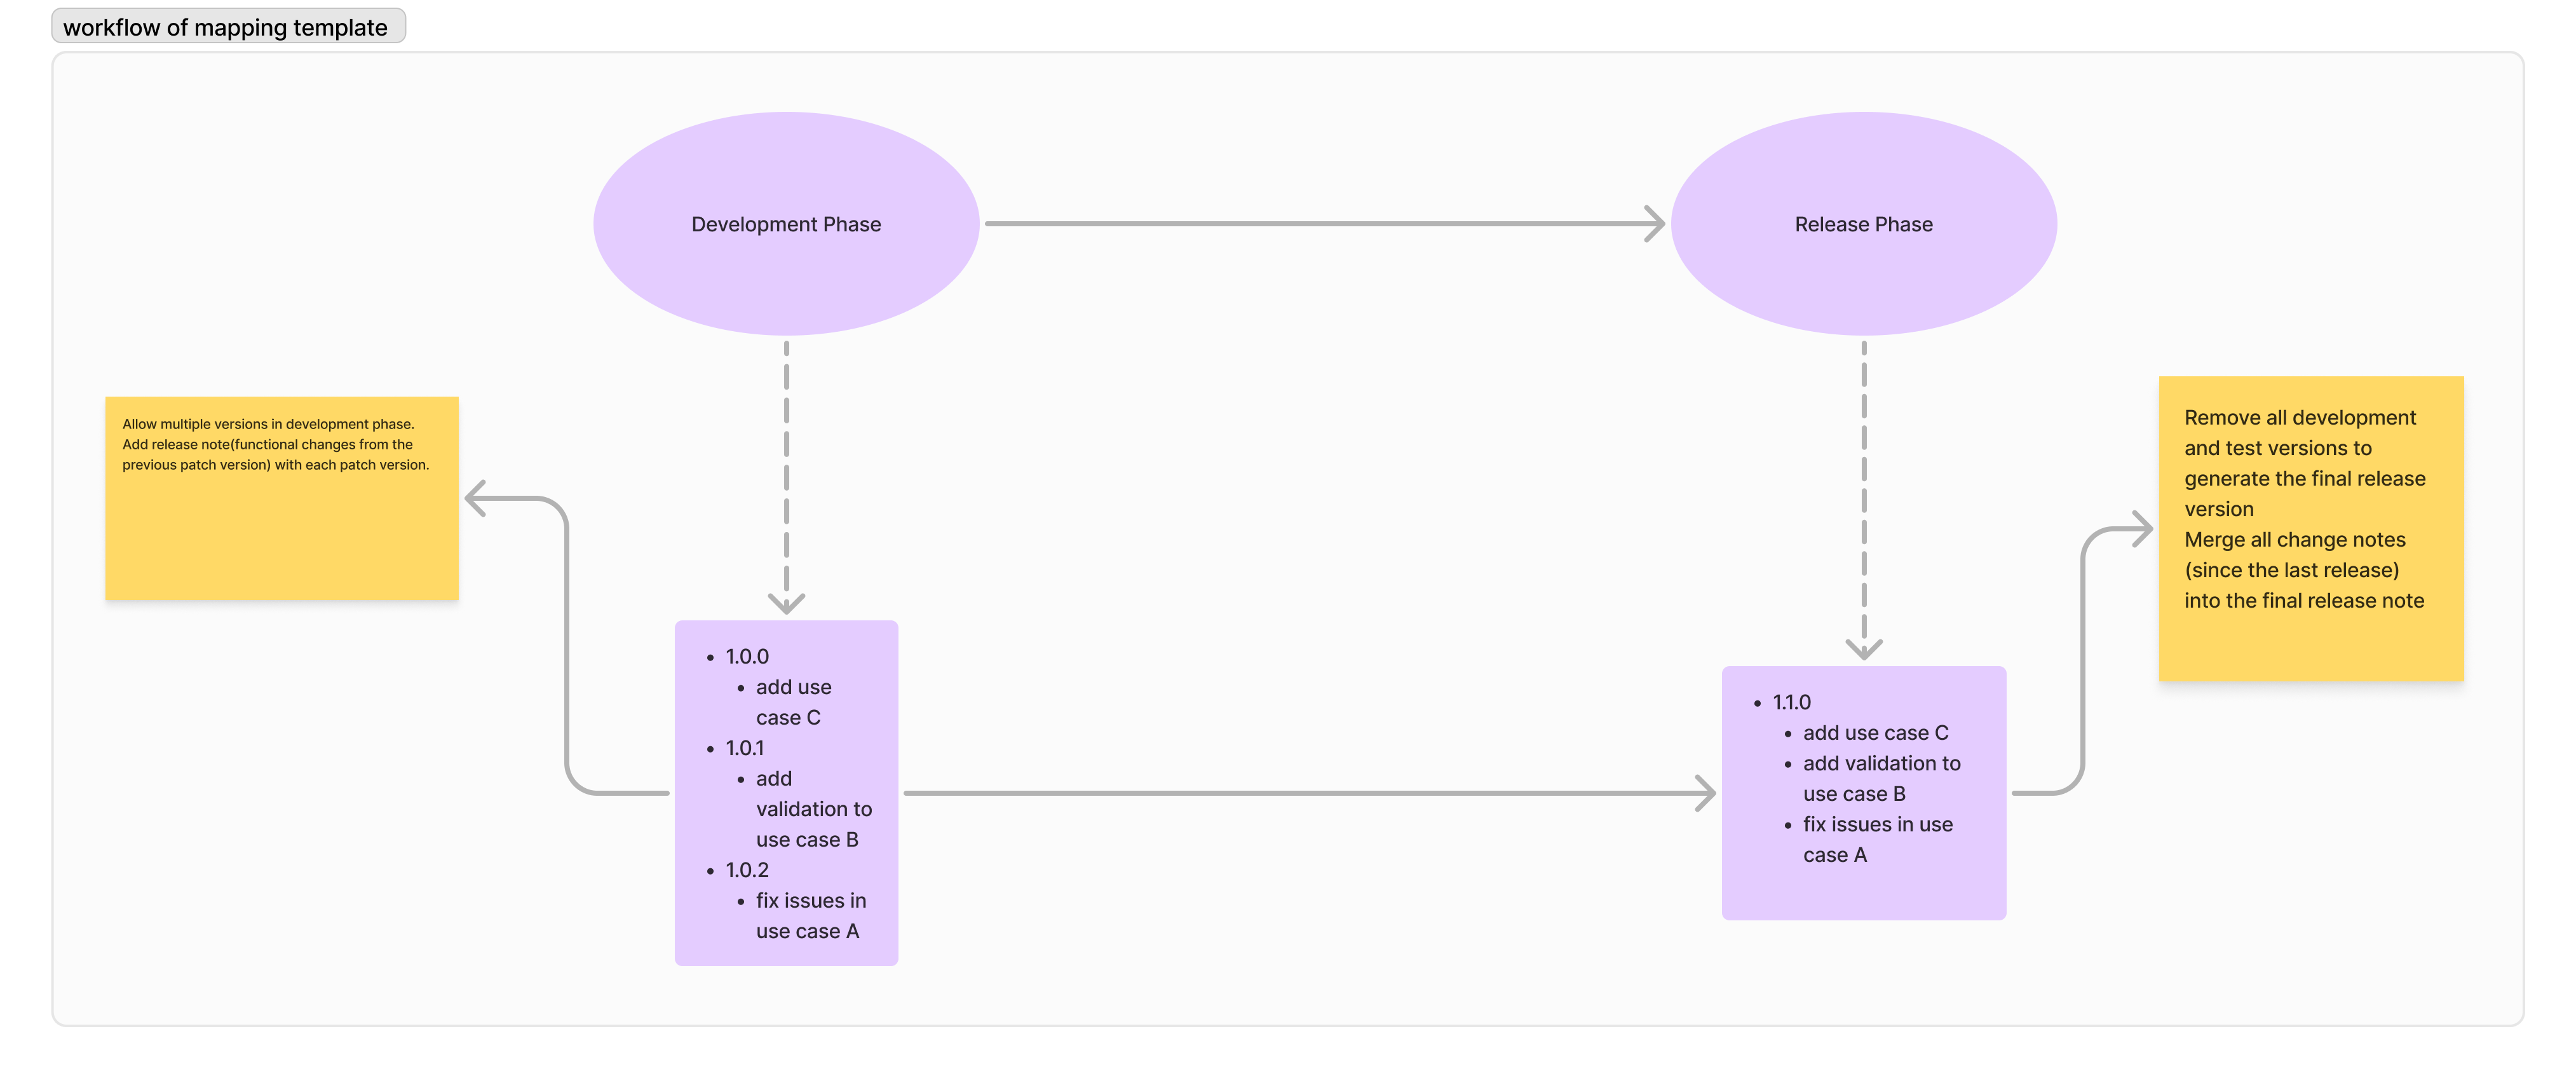 workflow of mapping template
Development Phase
Release Phase
Allow multiple versions in development phase.
Add release note(functional changes from the
previous patch version) with each patch version.
Remove all development
and test versions to
generate the final release
version
Merge all change notes
(since the last release)
into the final release note
• 1.0.0
• add use
case C
• 1.0.1
• add
validation to
use case B
• 1.0.2
• fix issues in
use case A
• 1.1.0
• add use case C
• add validation to
use case B
• fix issues in use
case A